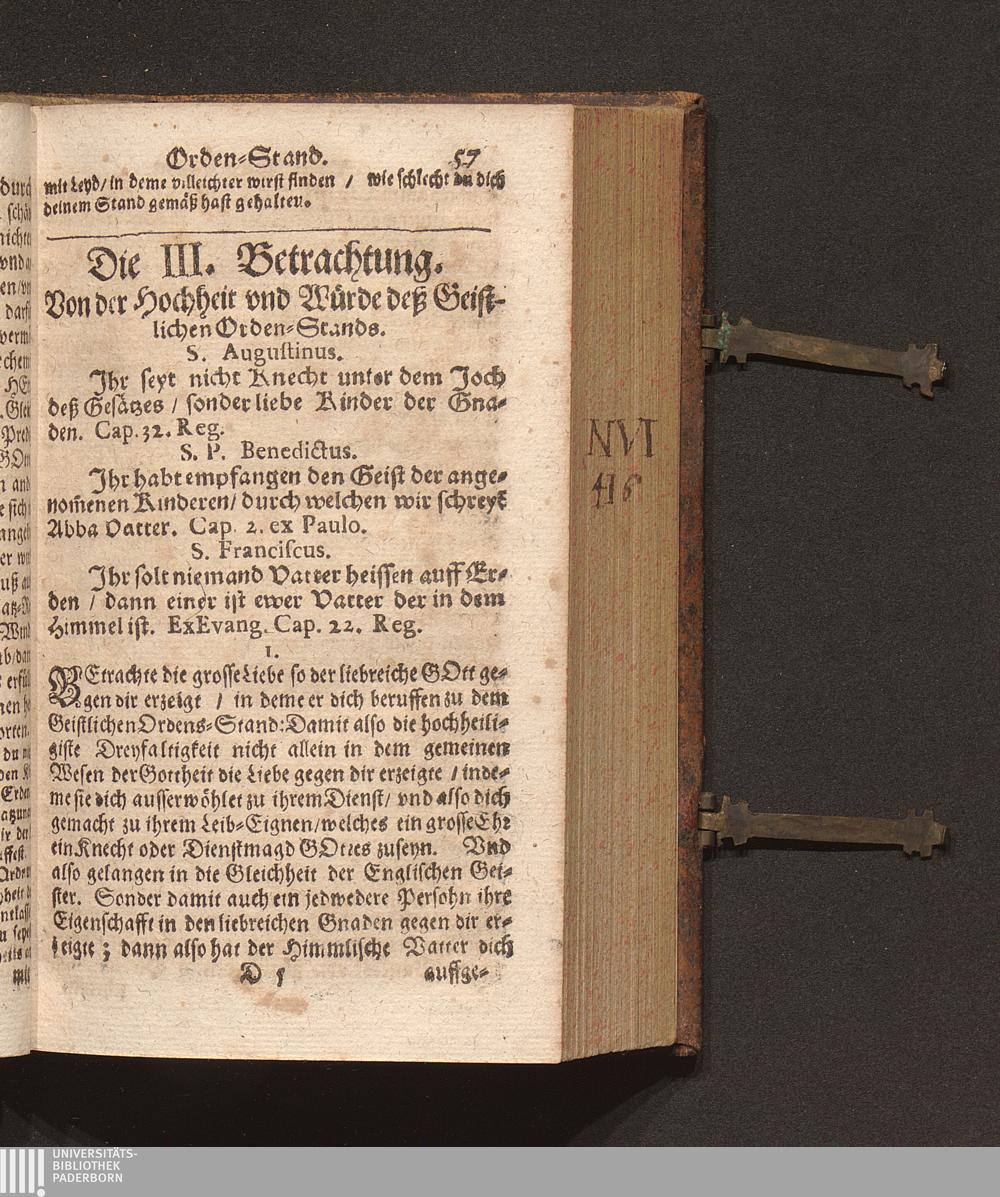 Orden-Stand. 57
mit Leyd/ in deme villeichter wirst finden / wie schlecht du dich
deinem Stand gemäß hast gehalten.
Die III. Betrachtung.
Von der Hochheit vnd Würde deß Geist-
lichen Orden-Stands.
S. Augustinus.
Ihr seyt nicht Knecht unter dem Joch
deß Gesätzes / sonder liebe Kinder der Gna-
den. Cap. 32. Reg.
S. P. Benedictus.
Ihr habt empfangen den Geist der ange-
nom̃enen Kinderen/ durch welchen wir schreyẽ
Abba Vatter. Cap. 2. ex Paulo.
S. Franciscus.
Ihr solt niemand Vatter heissen auff Er-
den / dann einer ist ewer Vatter der in dem
Himmel ist. Ex Evang. Cap. 22. Reg.
1.
BEtrachte die grosse Liebe so der liebreiche GOtt ge-
gen dir erzeigt / in deme er dich beruffen zu dem
Geistlichen Ordens-Stand: Damit also die hochheili-
giste Dreyfaltigkeit nicht allein in dem gemeinen
Wesen der Gottheit die Liebe gegen dir erzeigte / inde-
me sie dich ausserwöhlet zu ihrem Dienst/ vnd also dich
gemacht zu ihrem Leib-Eignen/ welches ein grosse Ehr
ein Knecht oder Dienstmagd GOttes zuseyn. Vnd
also gelangen in die Gleichheit der Englischen Gei-
ster. Sonder damit auch ein jedwedere Persohn ihre
Eigenschafft in den liebreichen Gnaden gegen dir er-
zeigte; dann also hat der Himmlische Vatter dich
D 5 auffge-
NVI
416
UNIVERSITÄTS-
BIBLIOTHEK
PADERBORN